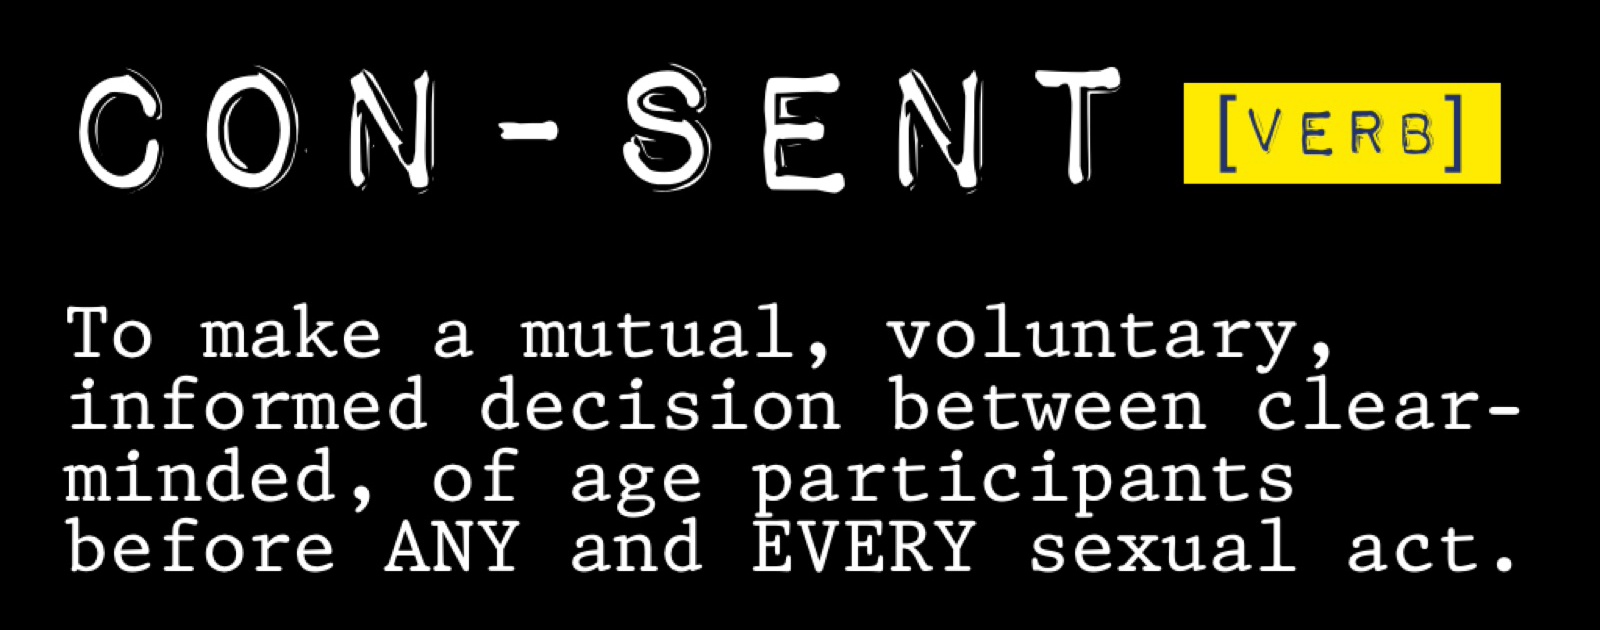 CON-SENT [VERB]
To make a mutual, voluntary,
informed decision between clear-
minded, of age participants
before ANY and EVERY sexual act.